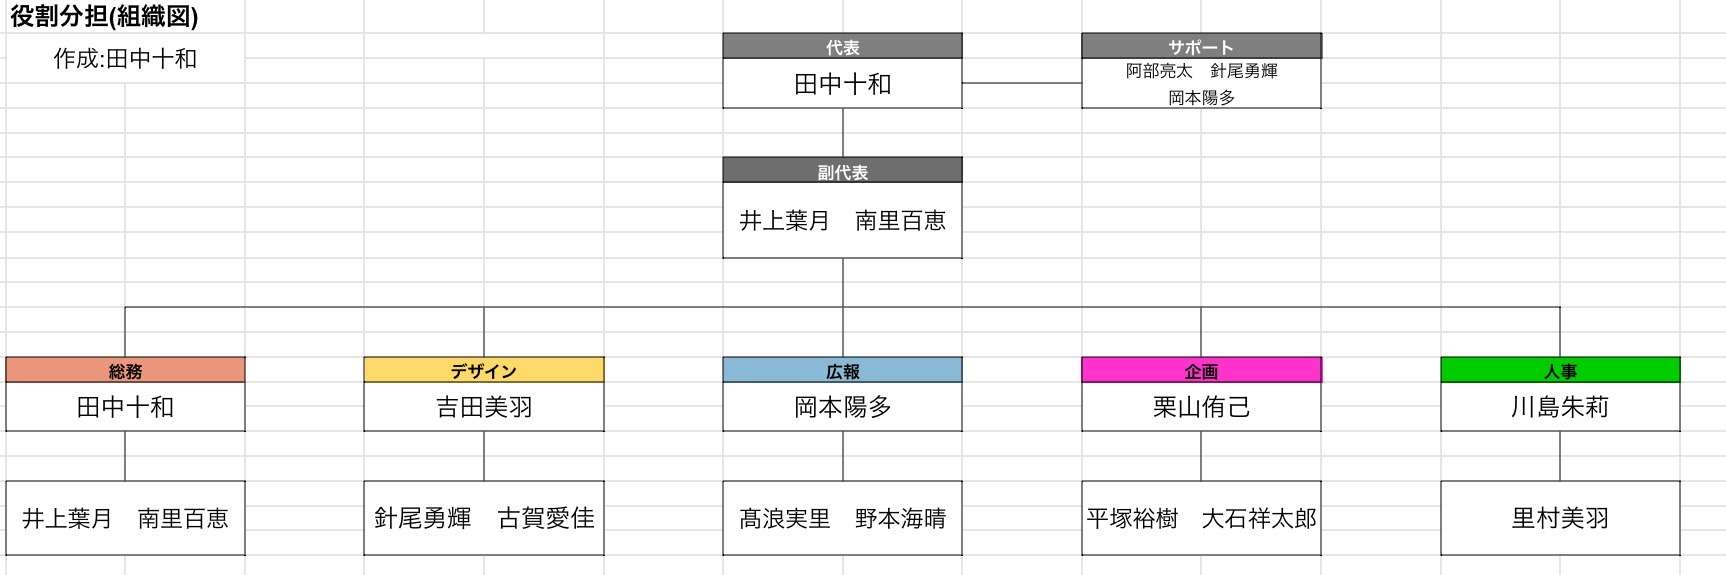 役割分担(組織図)
作成:田中十和
代表
田中十和
サポート
阿部亮太　針尾勇輝
岡本陽多
副代表
井上葉月　南里百恵
総務
デザイン
広報
企画
人事
田中十和
吉田美羽
岡本陽多
栗山侑己
川島朱莉
井上葉月　南里百恵
針尾勇輝　古賀愛佳
髙浪実里　野本海晴
平塚裕樹　大石祥太郎
里村美羽